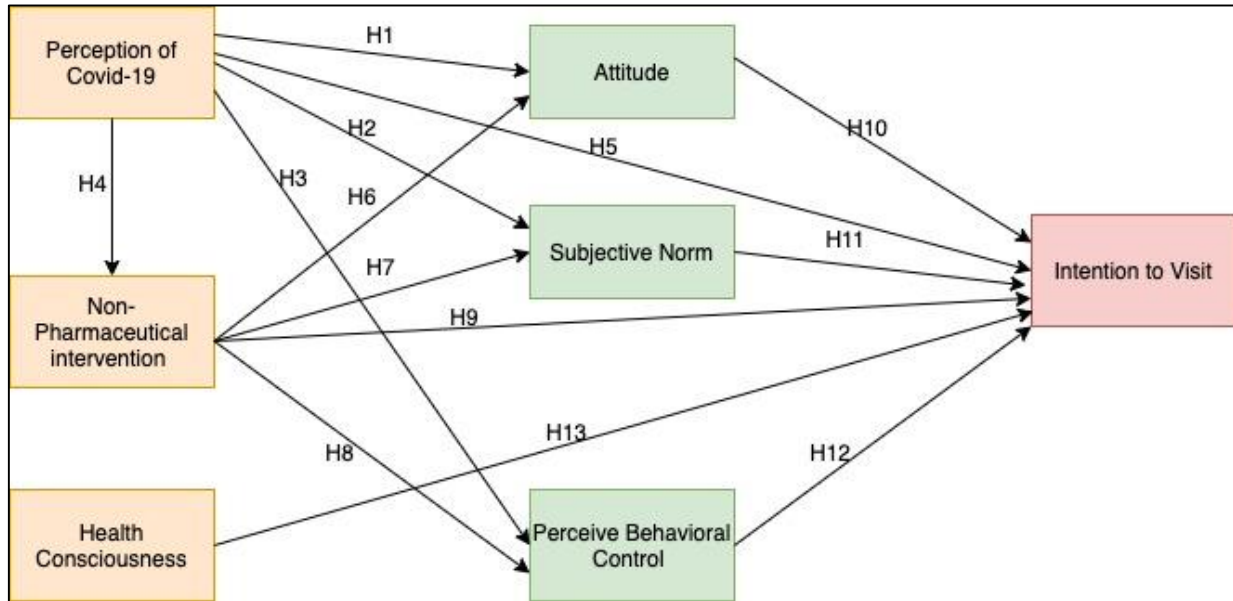 Perception of
Covid-19
H1
Attitude
H2
H10
H5
H4
H3
H6
Subjective Norm
H11
Intention to Visit
Non-
Pharmaceutical
intervention
H7
H9
H13
H8
H12
Health
Consciousness
Perceive Behavioral
Control